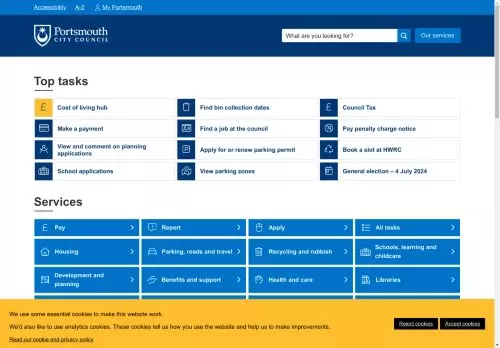 Accessibility A-Z My Portsmouth
Portsmouth
CITY COUNCIL
What are you looking for?
Our services
Top tasks
Cost of living hub
Find bin collection dates
Council Tax
Make a payment
Find a job at the council
Pay penalty charge notice
View and comment on planning
applications
Apply for or renew parking permit
Book a slot at HWRC
School applications
View parking zones
General election – 4 July 2024
Services
Pay
Report
Apply
All tasks
Housing
Parking, roads and travel
Recycling and rubbish
Schools, learning and
childcare
Development and
planning
Benefits and support
Health and care
Libraries
We use some essential cookies to make this website work.
We'd also like to use analytics cookies. These cookies tell us how you use the website and help us to make improvements.
Read our cookie and privacy policy
Reject cookies
Accept cookies